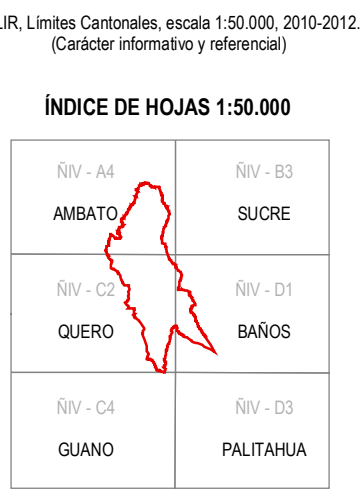 LIR, Límites Cantonales, escala 1:50.000, 2010-2012.
(Carácter informativo y referencial)
ÍNDICE DE HOJAS 1:50.000
ÑIV - A4
AMBATO
ÑIV - B3
SUCRE
ÑIV - C2
QUERO
ÑIV - D1
BAÑOS
ÑIV - C4
GUANO
ÑIV - D3
PALITAHUA